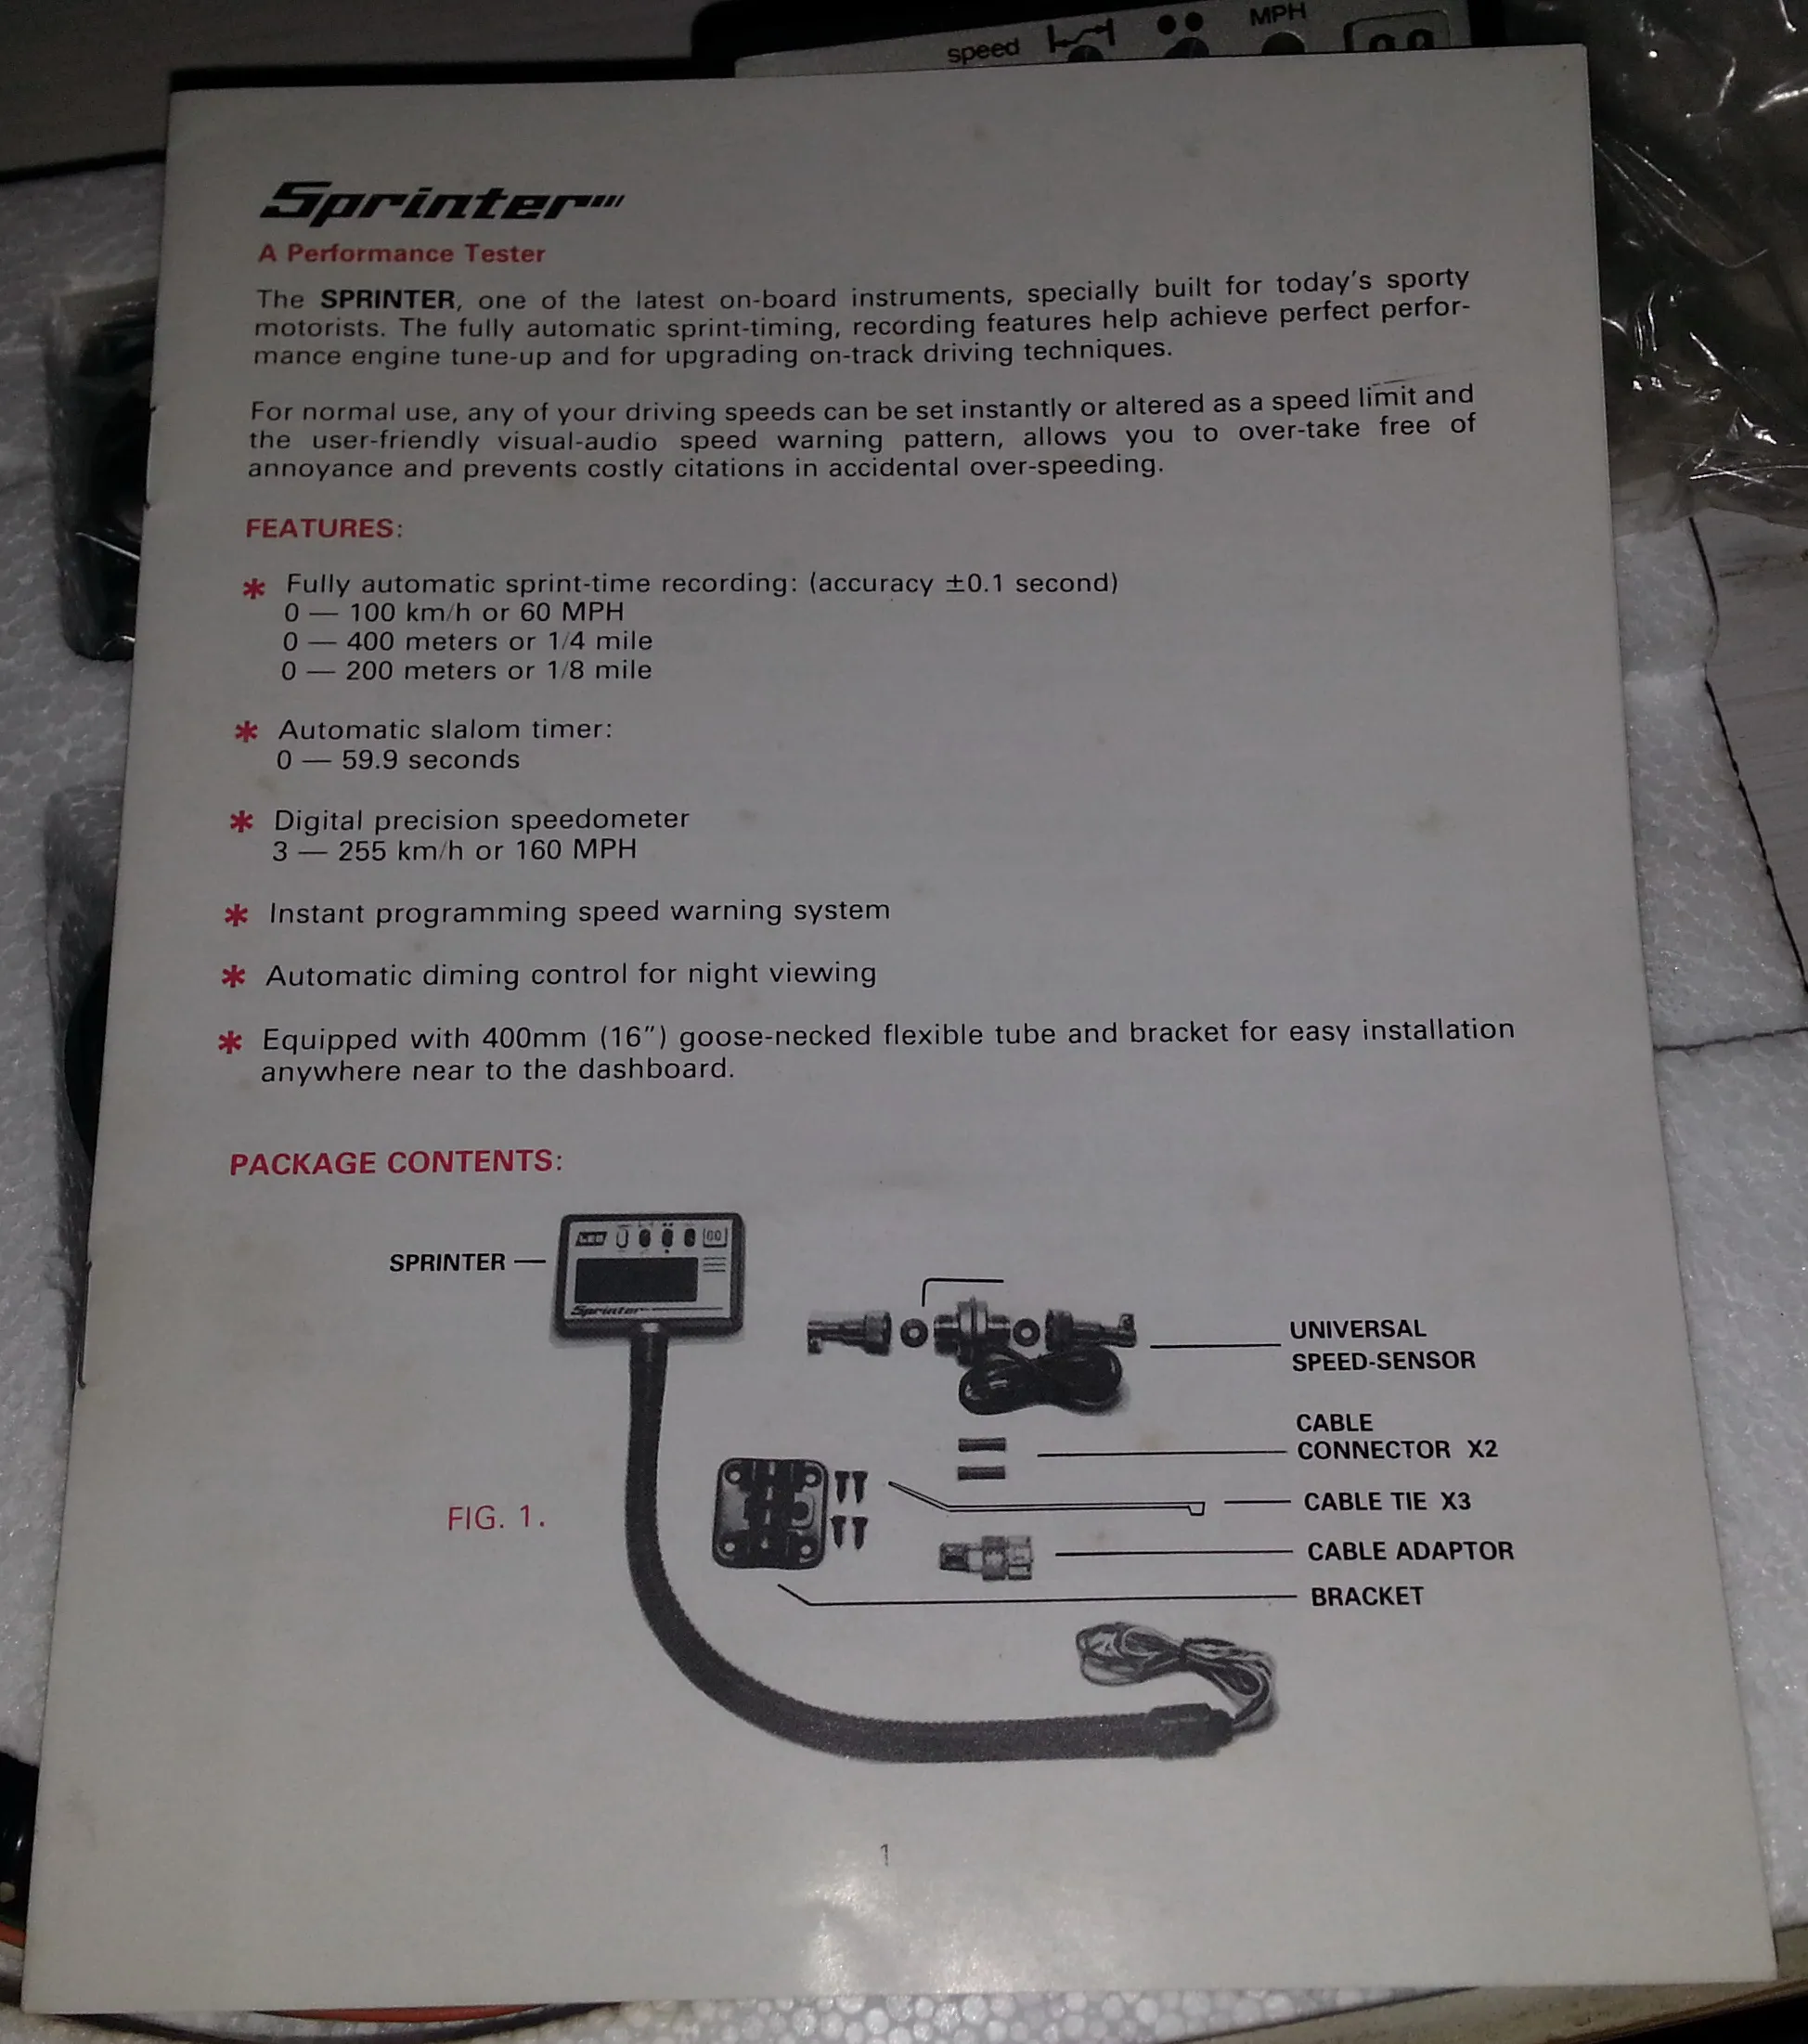 speed
MPH
Sprinter
A Performance Tester
The SPRINTER, one of the latest on-board instruments, specially built for today's sporty
motorists. The fully automatic sprint-timing, recording features help achieve perfect perfor-
mance engine tune-up and for upgrading on-track driving techniques.
For normal use, any of your driving speeds can be set instantly or altered as a speed limit and
the user-friendly visual-audio speed warning pattern, allows you to over-take free of
annoyance and prevents costly citations in accidental over-speeding.
FEATURES:
* Fully automatic sprint-time recording: (accuracy ±0.1 second)
0 — 100 km/h or 60 MPH
0 — 400 meters or 1/4 mile
0 — 200 meters or 1/8 mile
* Automatic slalom timer:
0 — 59.9 seconds
* Digital precision speedometer
3 — 255 km/h or 160 MPH
* Instant programming speed warning system
* Automatic diming control for night viewing
* Equipped with 400mm (16") goose-necked flexible tube and bracket for easy installation
anywhere near to the dashboard.
PACKAGE CONTENTS:
SPRINTER
Sprinter
UNIVERSAL
SPEED-SENSOR
CABLE
CONNECTOR X2
CABLE TIE X3
FIG. 1.
CABLE ADAPTOR
BRACKET
1